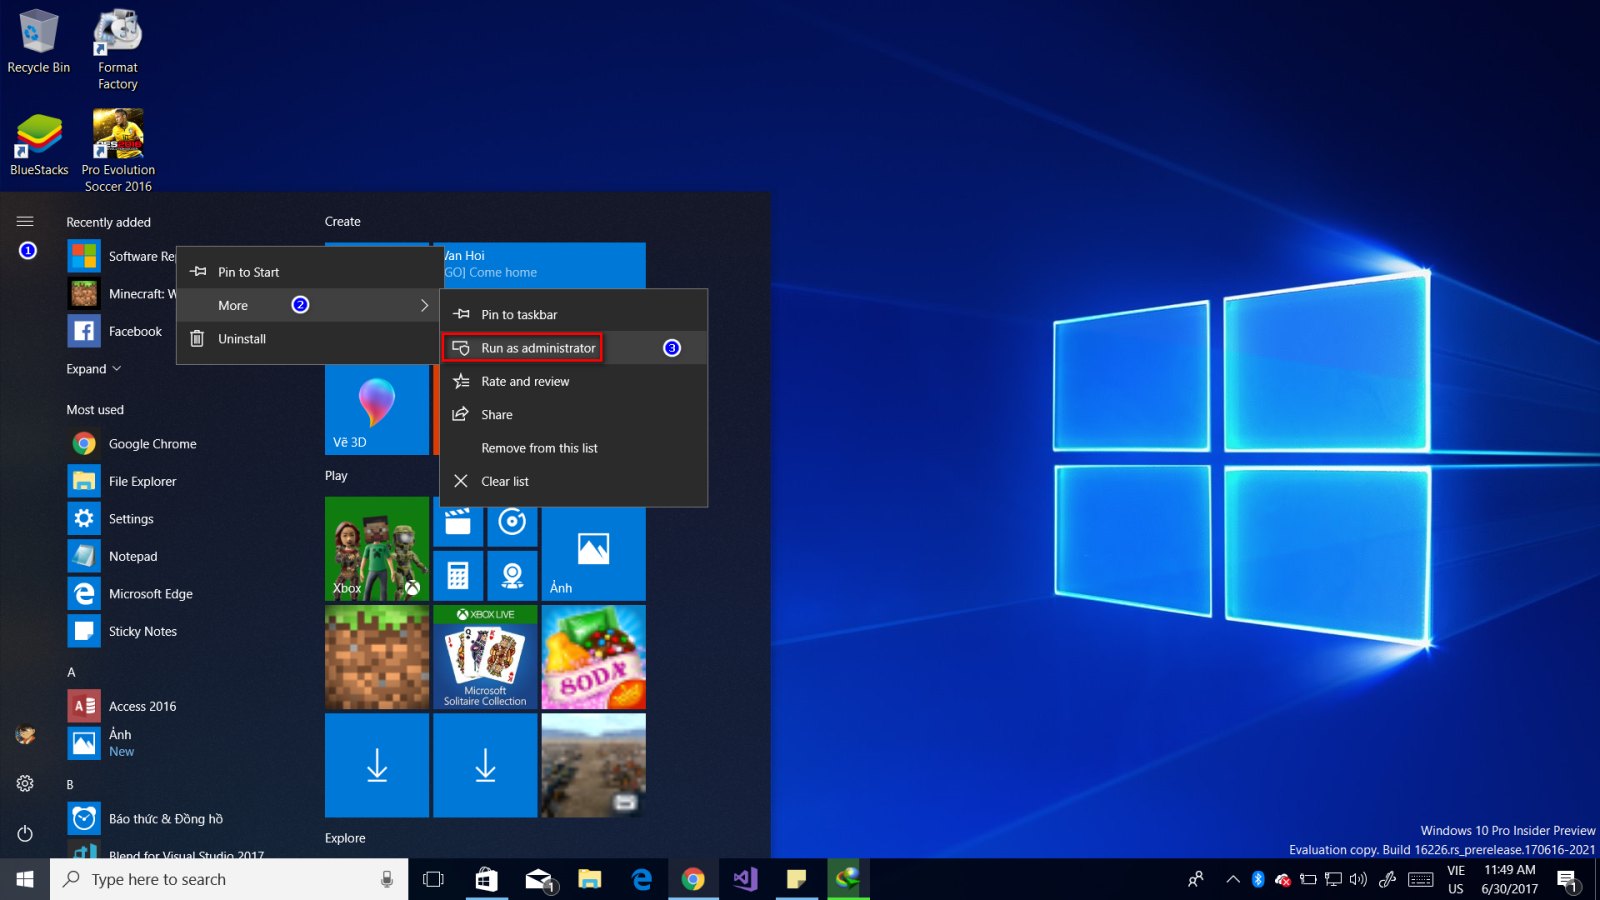 Recycle Bin
Format
Factory
BlueStacks
Pro Evolution
Soccer 2016
Recently added
1
Software Re
Minecraft: W
Facebook
Expand
Most used
Google Chrome
File Explorer
Settings
Notepad
Microsoft Edge
Sticky Notes
A
Access 2016
Ảnh
New
B
Báo thức & Đồng hồ
Blend for Visual Studio 2017
Pin to Start
More
2
Uninstall
Pin to taskbar
Run as administrator
3
Rate and review
Share
Remove from this list
Clear list
Create
Van Hoi
GO] Come home
Vẽ 3D
Play
Xbox
Ảnh
XBOX LIVE
Microsoft
Solitaire Collection
SODA
Explore
Windows 10 Pro Insider Preview
Evaluation copy. Build 16226.rs_prerelease.170616-2021
Type here to search
1
VIE
US
11:49 AM
6/30/2017
1